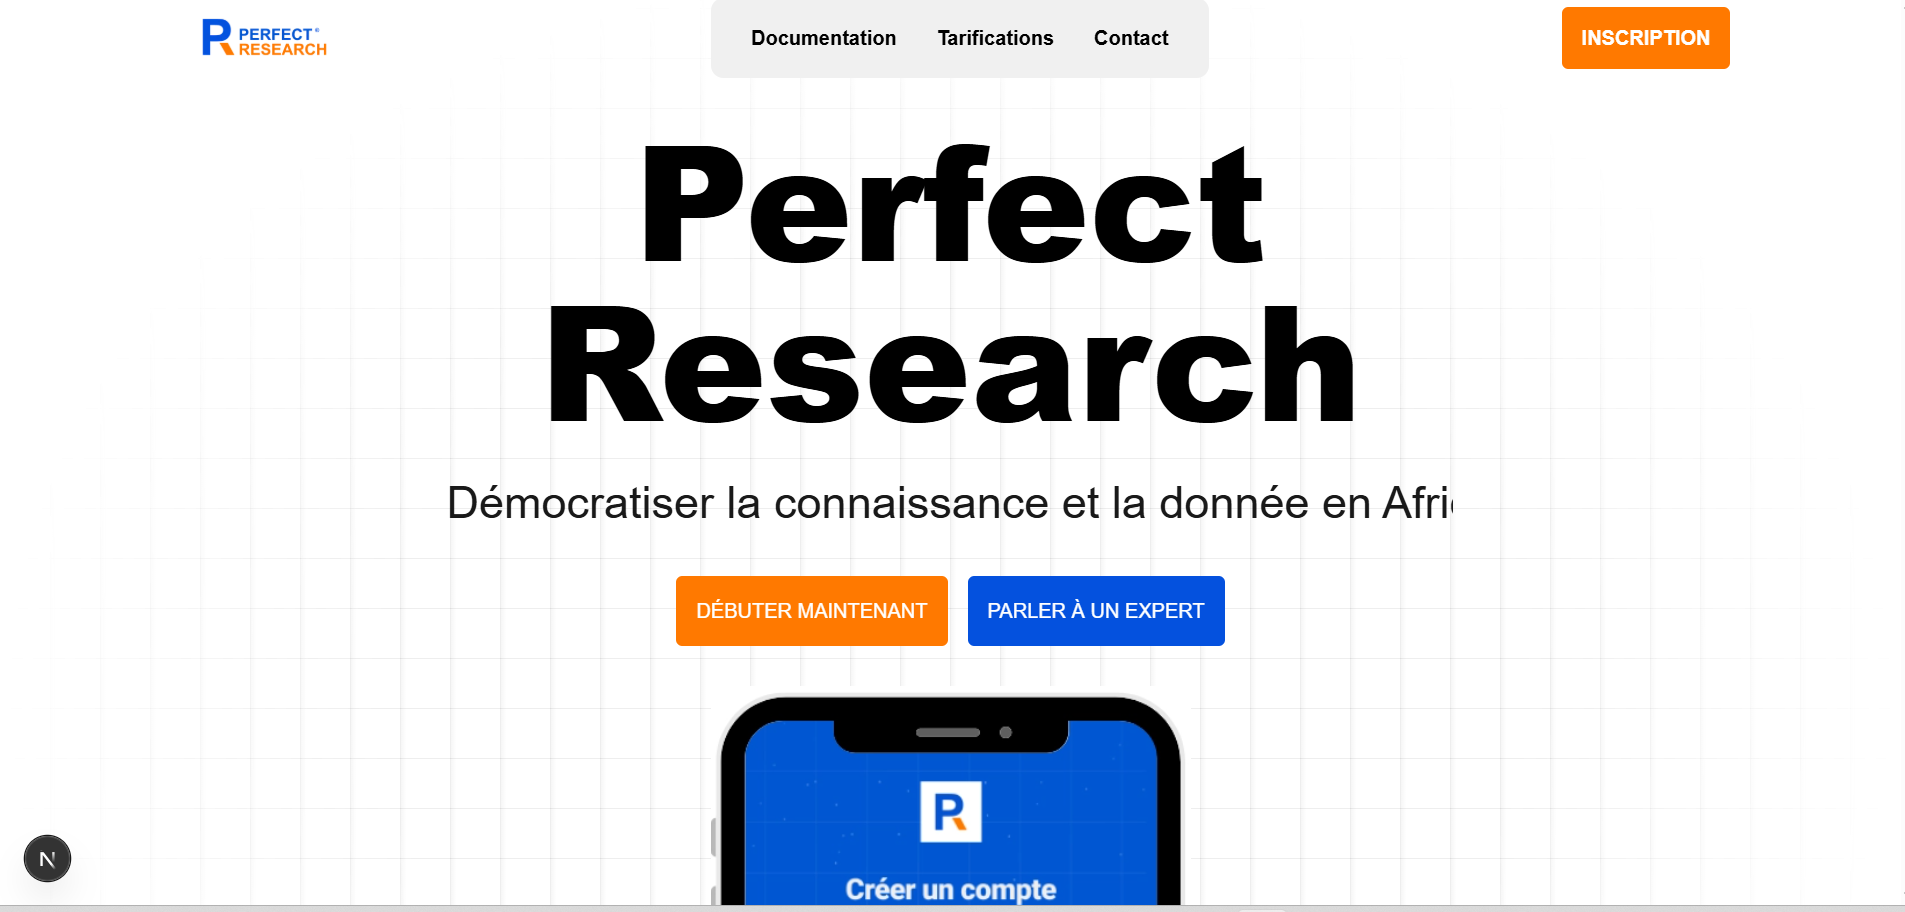 PERFECT®
RESEARCH
Documentation Tarifications Contact
INSCRIPTION
Perfect
Research
Démocratiser la connaissance et la donnée en Afri
DÉBUTER MAINTENANT
PARLER À UN EXPERT
R
Créer un compte
N